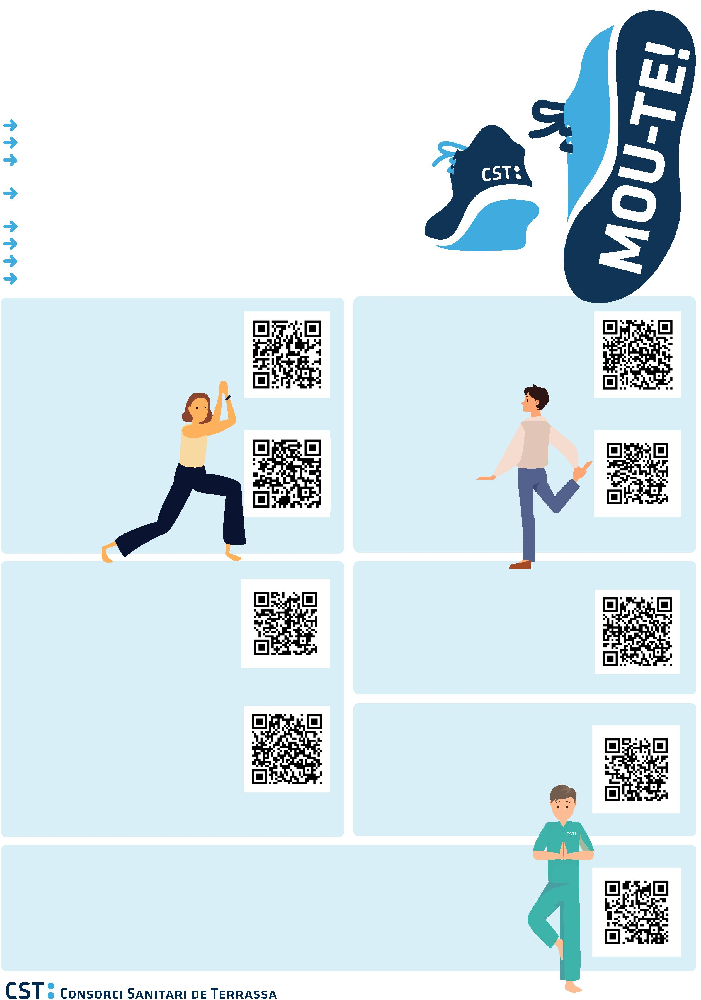 MOU-TE!
CST:
CST:
CST: CONSORCI SANITARI DE TERRASSA